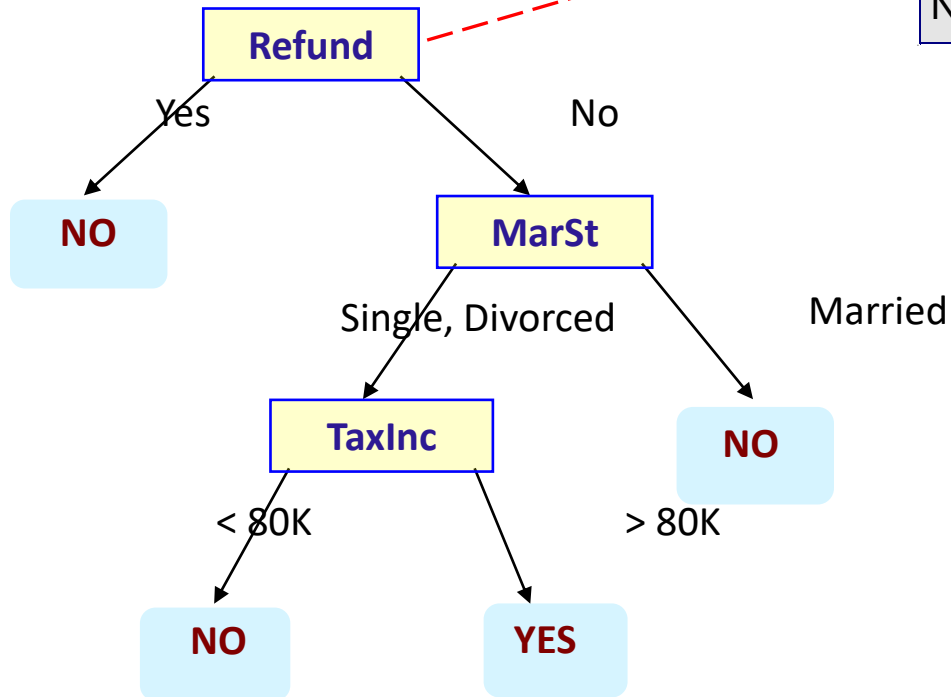 N
Refund
Yes
No
NO
MarSt
Single, Divorced
Married
TaxInc
NO
< 80K
> 80K
NO
YES